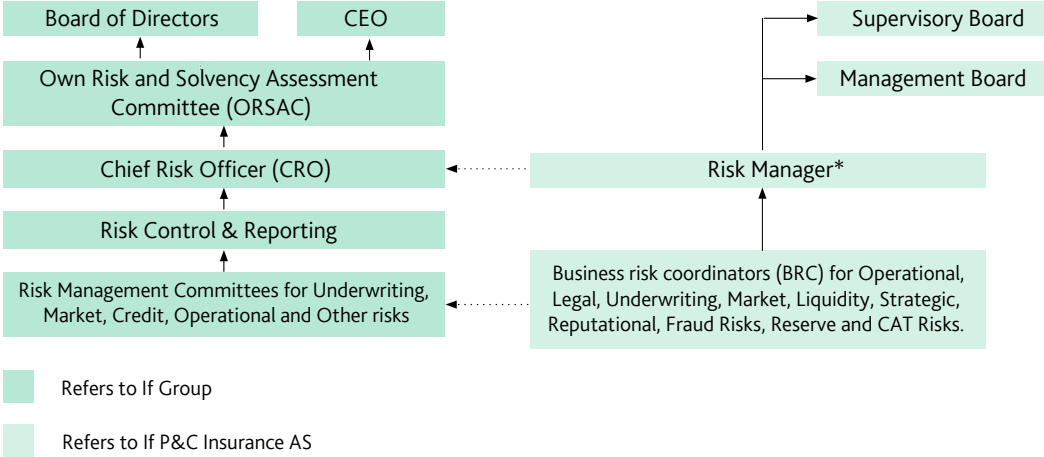 Board of Directors
CEO
Own Risk and Solvency Assessment
Committee (ORSAC)
Chief Risk Officer (CRO)
Risk Control & Reporting
Risk Management Committees for Underwriting,
Market, Credit, Operational and Other risks
Supervisory Board
Management Board
Risk Manager*
Business risk coordinators (BRC) for Operational,
Legal, Underwriting, Market, Liquidity, Strategic,
Reputational, Fraud Risks, Reserve and CAT Risks.
Refers to If Group
Refers to If P&C Insurance AS